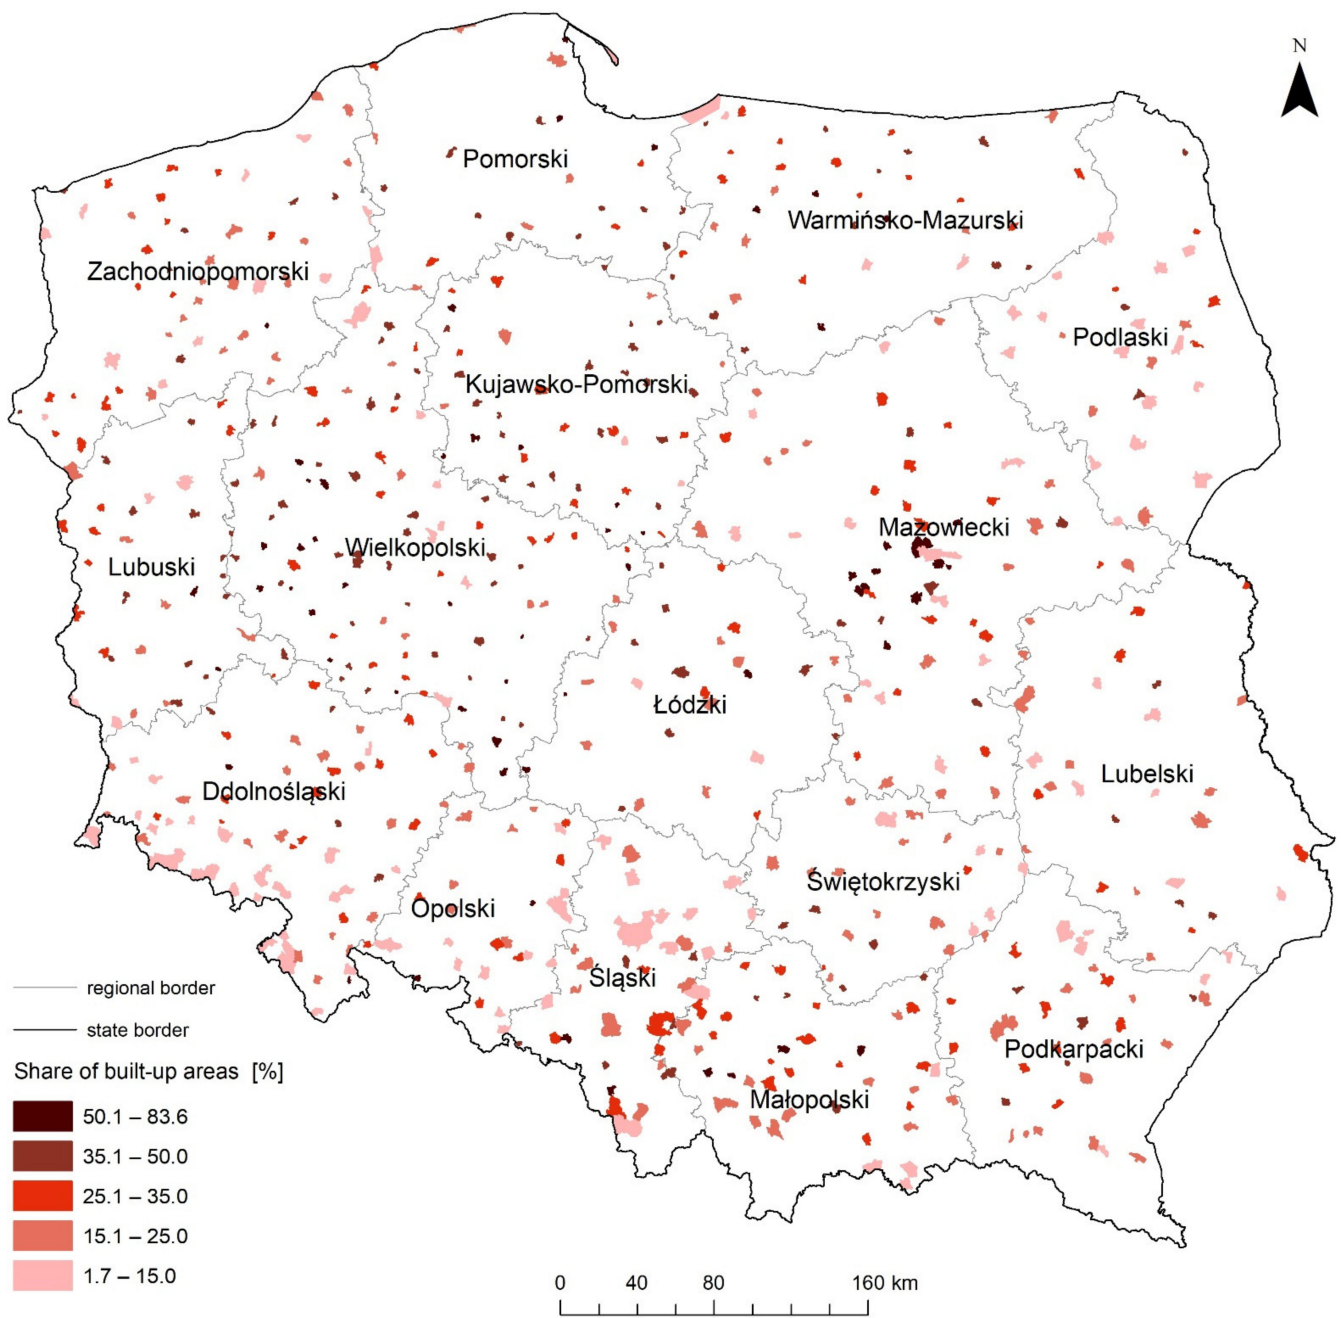 N
Pomorski
Warmińsko-Mazurski
Zachodniopomorski
Podlaski
Kujawsko-Pomorski
Mazowiecki
Wielkopolski
Lubuski
Łódzki
Lubelski
Ddolnośląski
Świętokrzyski
Opolski
Śląski
Podkarpacki
Małopolski
regional border
state border
Share of built-up areas [%]
50.1 – 83.6
35.1 – 50.0
25.1 – 35.0
15.1 – 25.0
1.7 – 15.0
0 40 80 160 km